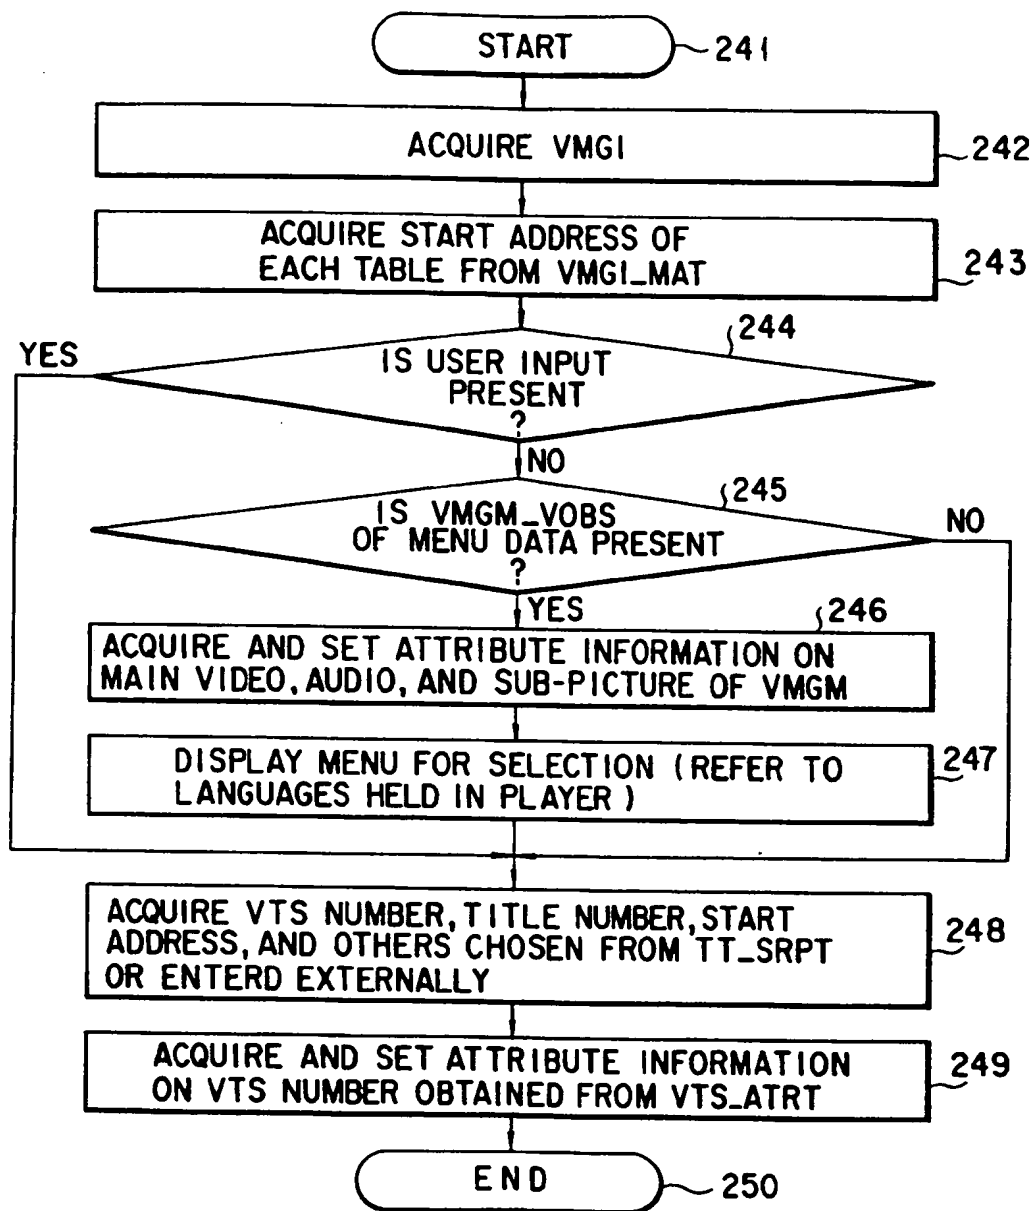 START
241
ACQUIRE VMGI
242
ACQUIRE START ADDRESS OF
EACH TABLE FROM VMGI_MAT
243
244
YES
IS USER INPUT
PRESENT
?
NO
245
IS VMGM_VOBS
OF MENU DATA PRESENT
?
NO
YES
246
ACQUIRE AND SET ATTRIBUTE INFORMATION ON
MAIN VIDEO, AUDIO, AND SUB-PICTURE OF VMGM
DISPLAY MENU FOR SELECTION (REFER TO
LANGUAGES HELD IN PLAYER)
247
ACQUIRE VTS NUMBER, TITLE NUMBER, START
ADDRESS, AND OTHERS CHOSEN FROM TT_SRPT
OR ENTERD EXTERNALLY
248
ACQUIRE AND SET ATTRIBUTE INFORMATION
ON VTS NUMBER OBTAINED FROM VTS_ATRT
249
END
250